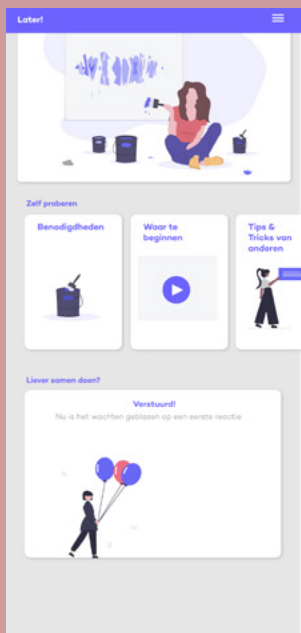 Later!
Zelf proberen
Benodigdheden
Waar te
beginnen
Tips &
Tricks van
anderen
Liever samen doen?
Verstuurd!
Nu is het wachten geblazen op een eerste reactie